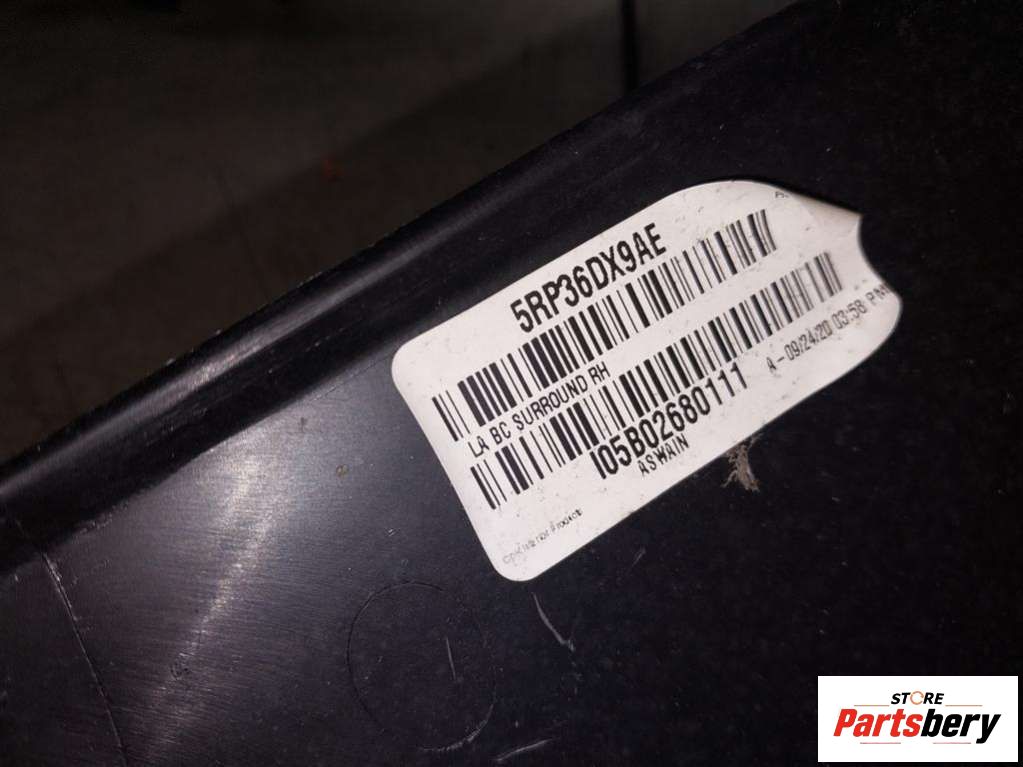 5RP36DX9AE
LA BC SURROUND RH
I05B02680111
A - 09/24/20 03:58 PM
ASWAIN
STORE
Partsbery